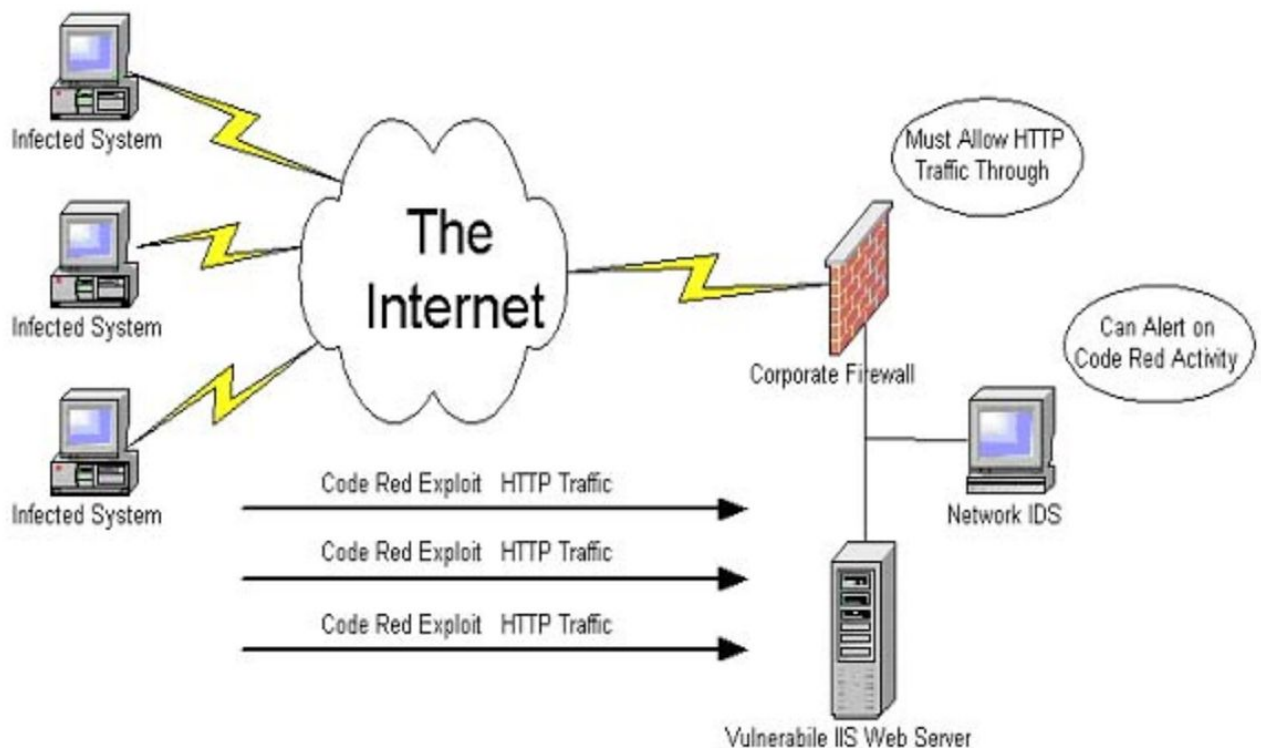 Infected System
Must Allow HTTP
Traffic Through
Infected System
The
Internet
Can Alert on
Code Red Activity
Corporate Firewall
Infected System
Code Red Exploit HTTP Traffic
Network IDS
Code Red Exploit HTTP Traffic
Code Red Exploit HTTP Traffic
Vulnerabile IIS Web Server